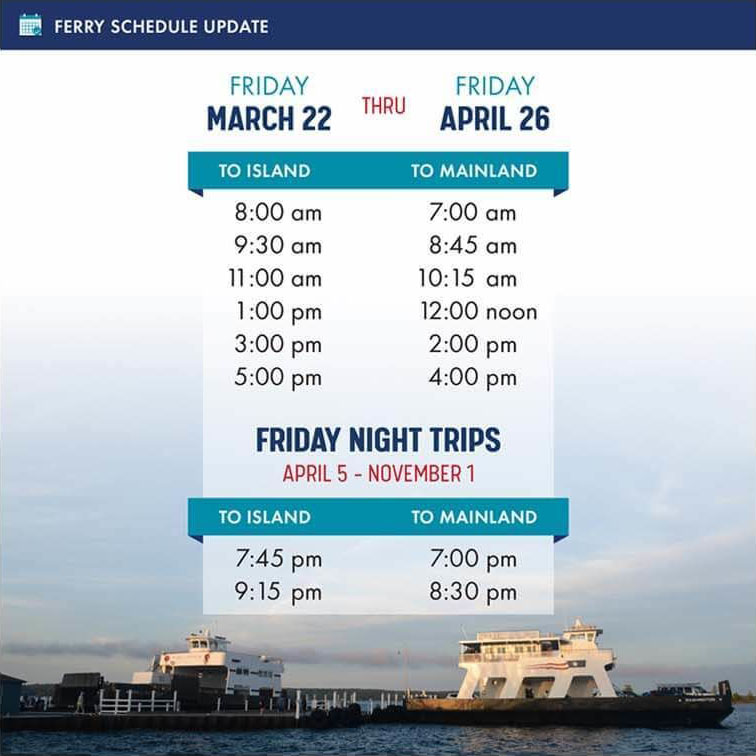 FERRY SCHEDULE UPDATE
FRIDAY
MARCH 22
THRU
FRIDAY
APRIL 26
TO ISLAND TO MAINLAND
8:00 am 7:00 am
9:30 am 8:45 am
11:00 am 10:15 am
1:00 pm 12:00 noon
3:00 pm 2:00 pm
5:00 pm 4:00 pm
FRIDAY NIGHT TRIPS
APRIL 5 - NOVEMBER 1
TO ISLAND TO MAINLAND
7:45 pm 7:00 pm
9:15 pm 8:30 pm